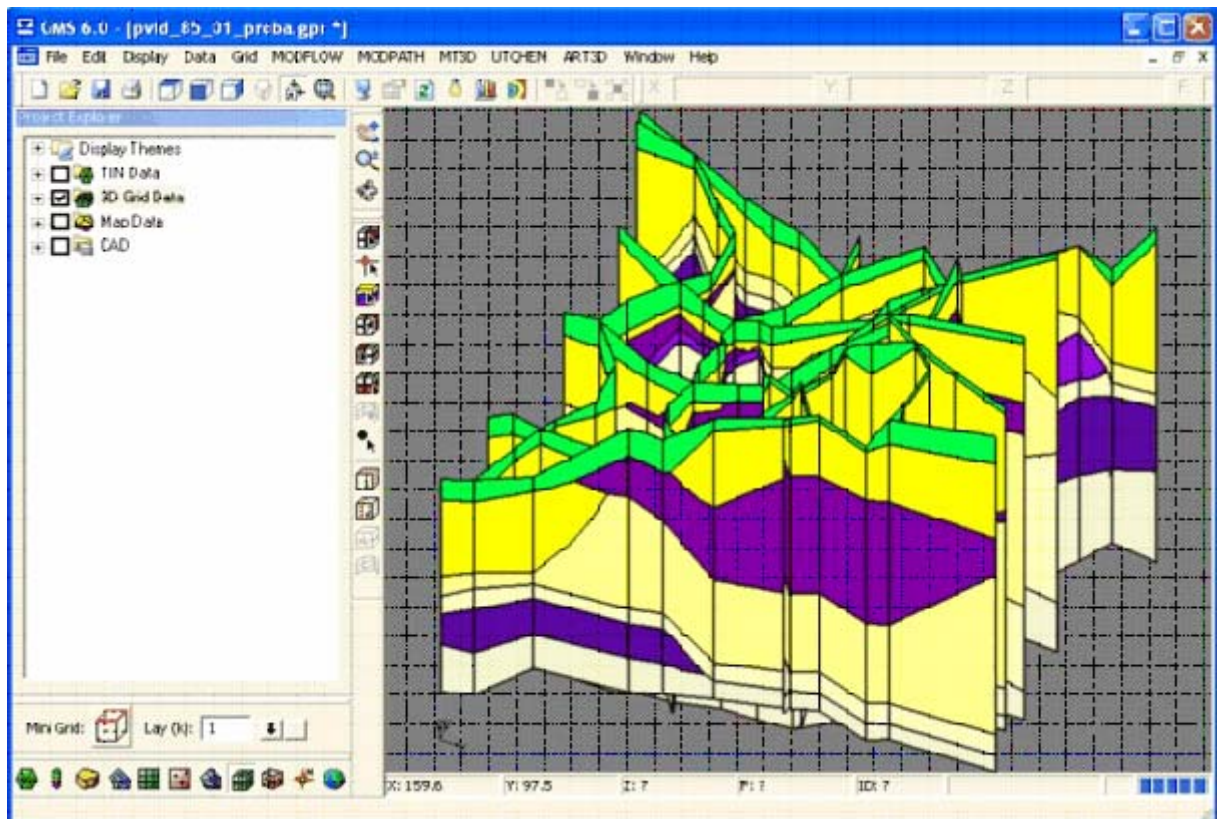 GMS 6.0 - [pvid_85_01_proba.gpr *]
File Edit Display Data Grid MODFLOW MODPATH MT3D UTCHEM ART3D Window Help
X Y Z F:
Project Explorer
Display Themes
TIN Data
3D Grid Data
Map Data
CAD
Mini Grid: Lay (k): 1
X: 159.6 Y: 97.5 Z: ? F: ? ID: ?